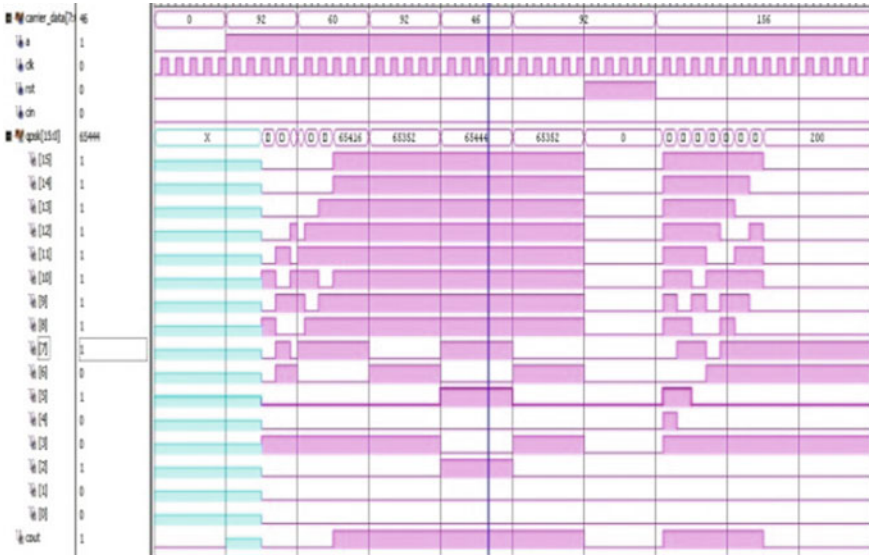 carrier_data[7: 46 0 92 60 92 46 92 186
a 1
clk 0
rst 0
cin 0
qpsk[15:0] 65444 X 65416 65352 65444 65352 0 200
[15] 1
[14] 1
[13] 1
[12] 1
[11] 1
[10] 1
[9] 1
[8] 1
[7] 1
[6] 0
[5] 1
[4] 0
[3] 0
[2] 1
[1] 0
[0] 0
cout 1